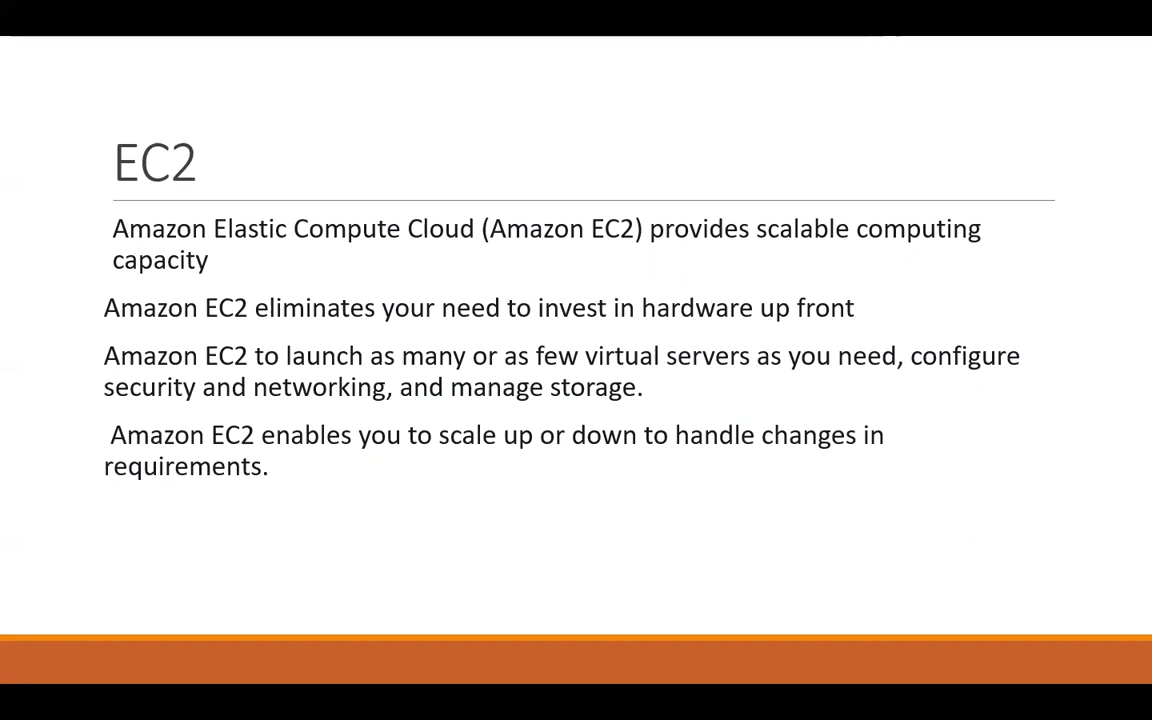 EC2
Amazon Elastic Compute Cloud (Amazon EC2) provides scalable computing
capacity
Amazon EC2 eliminates your need to invest in hardware up front
Amazon EC2 to launch as many or as few virtual servers as you need, configure
security and networking, and manage storage.
Amazon EC2 enables you to scale up or down to handle changes in
requirements.